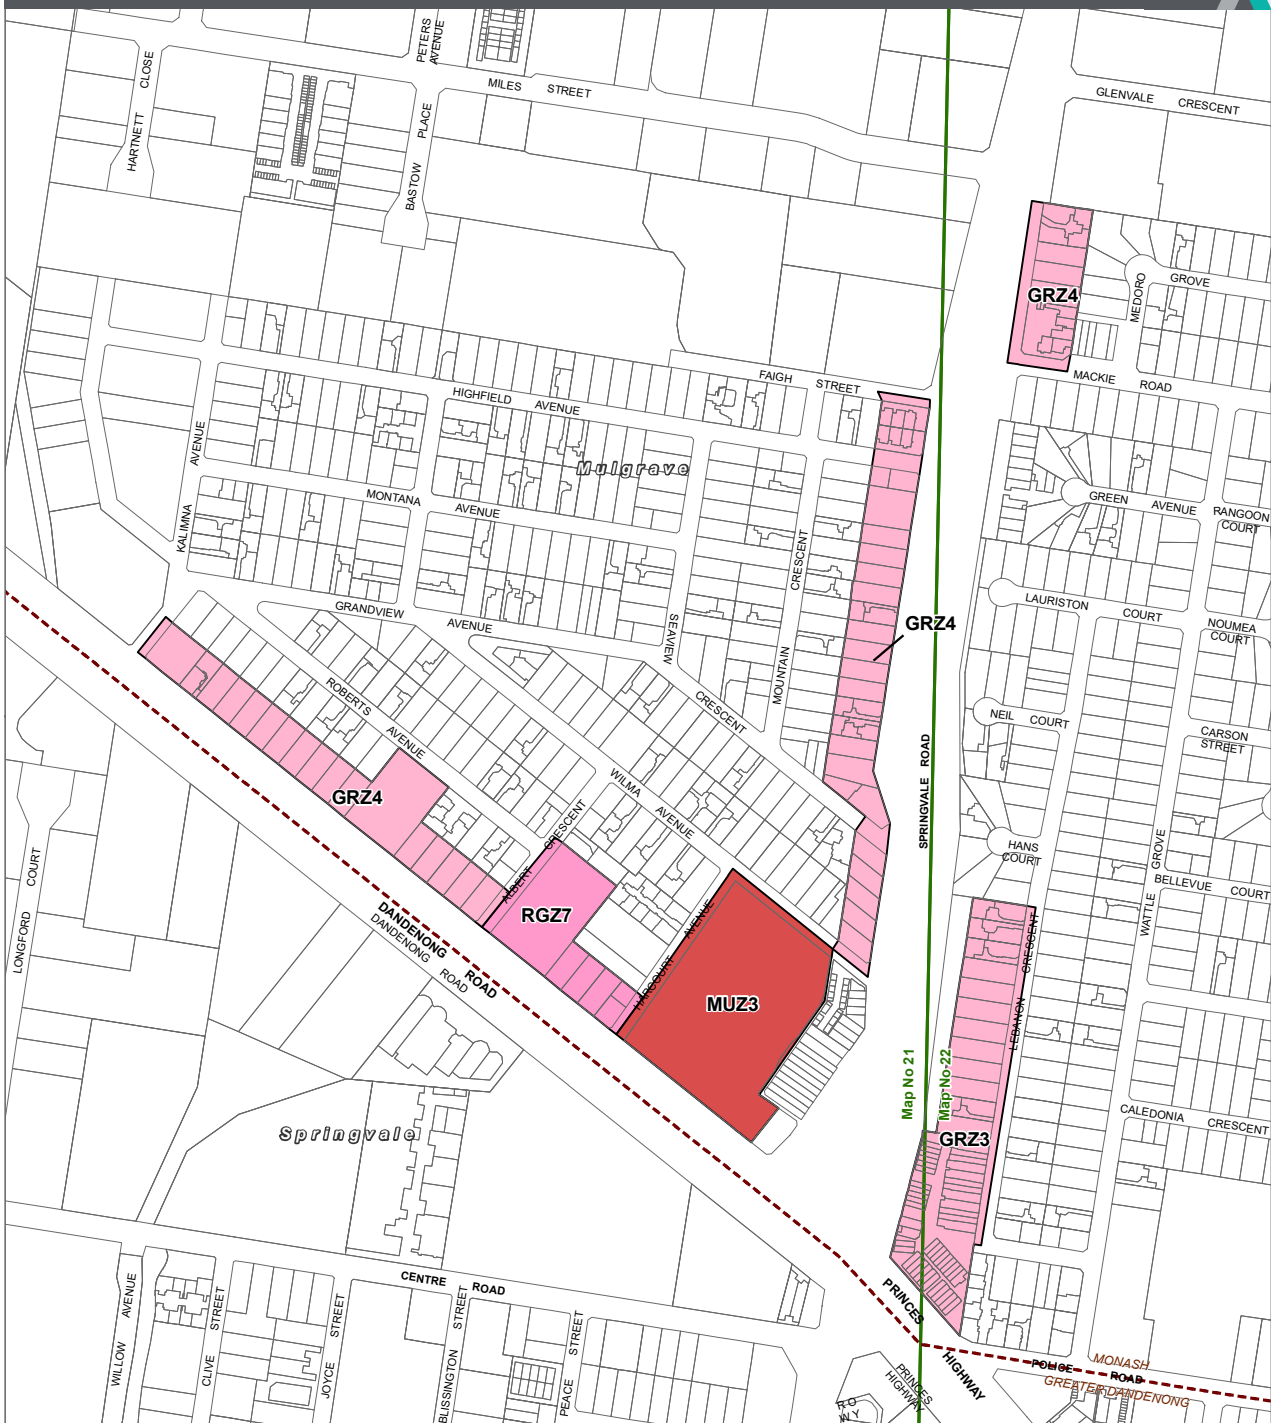 PETERS
AVENUE
HARTNETT CLOSE
MILES STREET
BASTOW PLACE
GLENVALE CRESCENT
GRZ4
MEDORO
GROVE
MACKIE ROAD
FAIGH STREET
HIGHFIELD AVENUE
Mulgrave
KALIMNA AVENUE
MONTANA AVENUE
GREEN AVENUE
RANGOON
COURT
CRESCENT
MOUNTAIN
LAURISTON COURT
NOUMEA
COURT
GRANDVIEW AVENUE
SEAVIEW
CRESCENT
GRZ4
ROBERTS AVENUE
NEIL COURT
CARSON
STREET
SPRINGVALE ROAD
WILMA AVENUE
GRZ4
ALBERT CRESCENT
HANS
COURT
WATTLE GROVE
BELLEVUE COURT
LONGFORD COURT
RGZ7
HARCOURT AVENUE
DANDENONG ROAD
DANDENONG ROAD
MUZ3
LEBANON CRESCENT
Map No 21
Map No 22
GRZ3
CALEDONIA CRESCENT
Springvale
CENTRE ROAD
PRINCES HIGHWAY
WILLOW AVENUE
CLIVE STREET
JOYCE STREET
BLISSINGTON STREET
PEACE STREET
PRINCES
HIGHWAY
RO
WY
POLICE ROAD
MONASH
GREATER DANDENONG